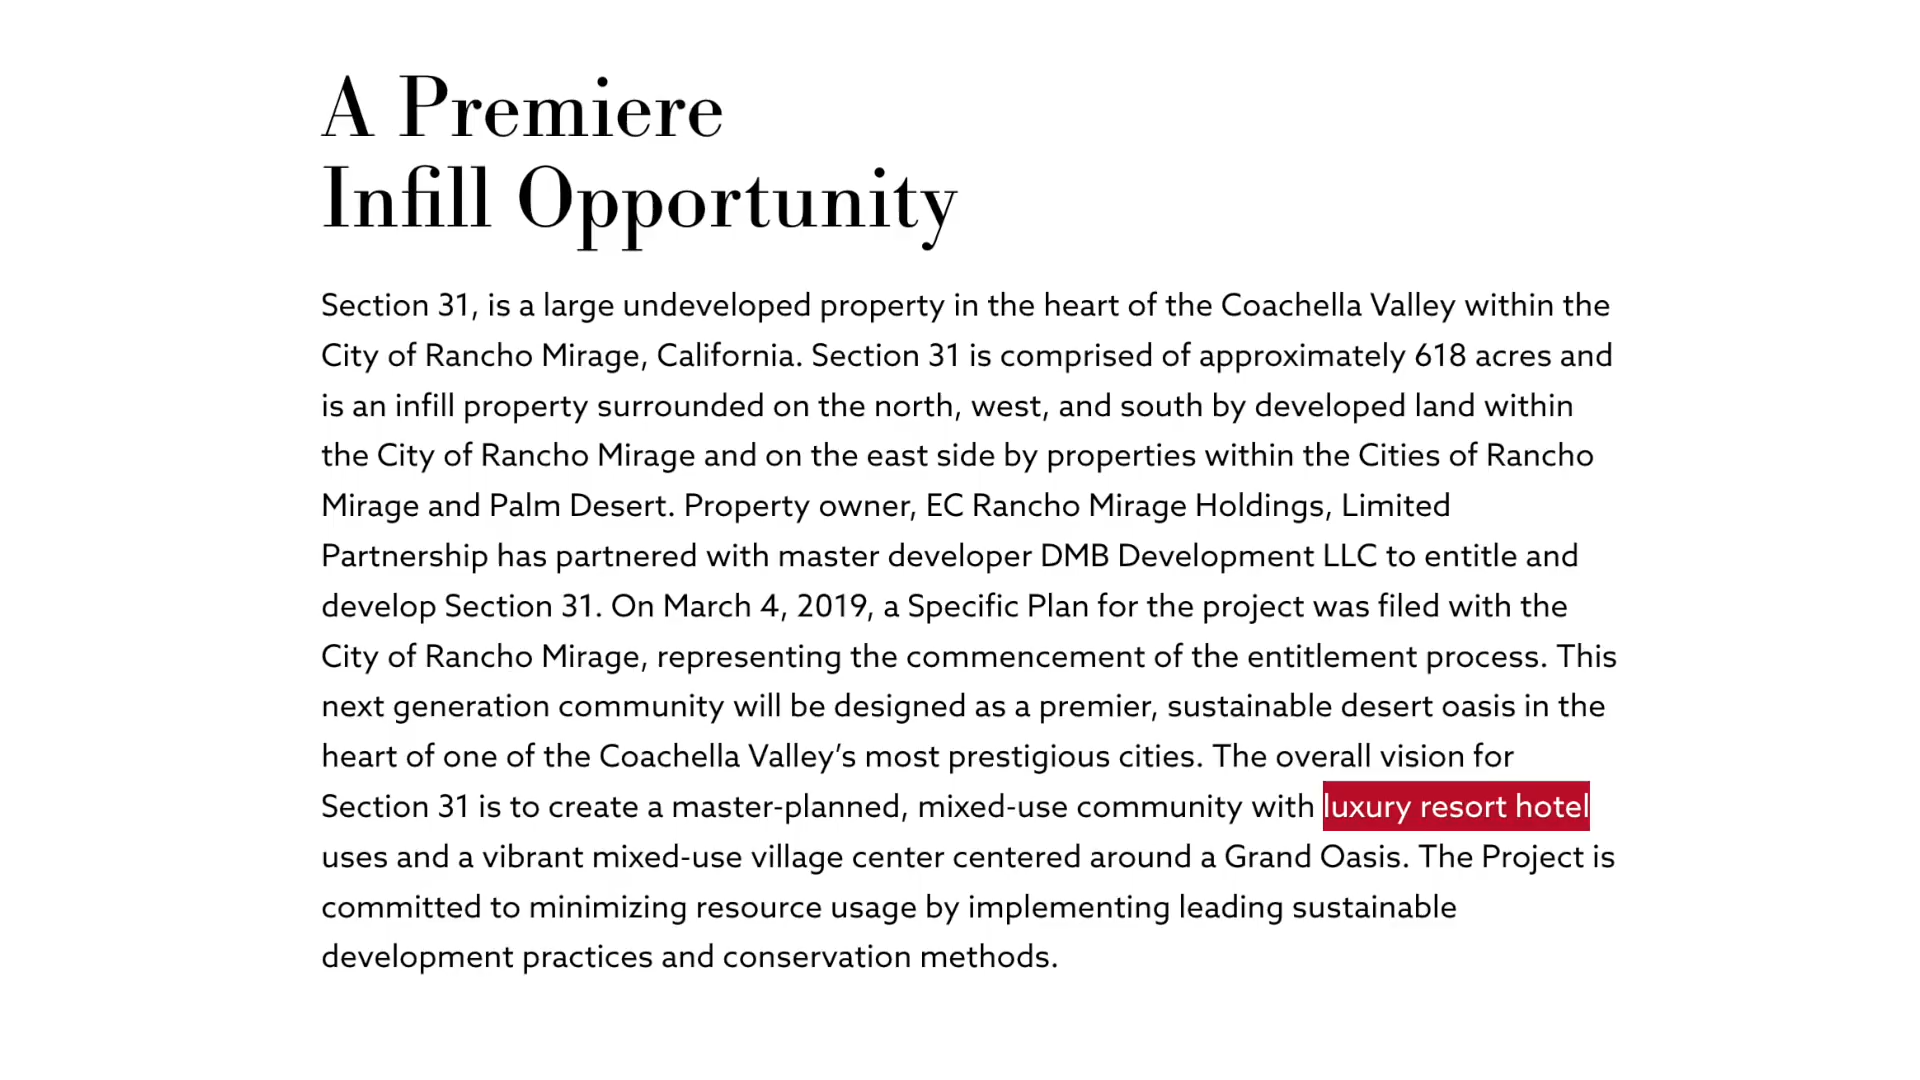 A Premiere
Infill Opportunity
Section 31, is a large undeveloped property in the heart of the Coachella Valley within the
City of Rancho Mirage, California. Section 31 is comprised of approximately 618 acres and
is an infill property surrounded on the north, west, and south by developed land within
the City of Rancho Mirage and on the east side by properties within the Cities of Rancho
Mirage and Palm Desert. Property owner, EC Rancho Mirage Holdings, Limited
Partnership has partnered with master developer DMB Development LLC to entitle and
develop Section 31. On March 4, 2019, a Specific Plan for the project was filed with the
City of Rancho Mirage, representing the commencement of the entitlement process. This
next generation community will be designed as a premier, sustainable desert oasis in the
heart of one of the Coachella Valley’s most prestigious cities. The overall vision for
Section 31 is to create a master-planned, mixed-use community with luxury resort hotel
uses and a vibrant mixed-use village center centered around a Grand Oasis. The Project is
committed to minimizing resource usage by implementing leading sustainable
development practices and conservation methods.